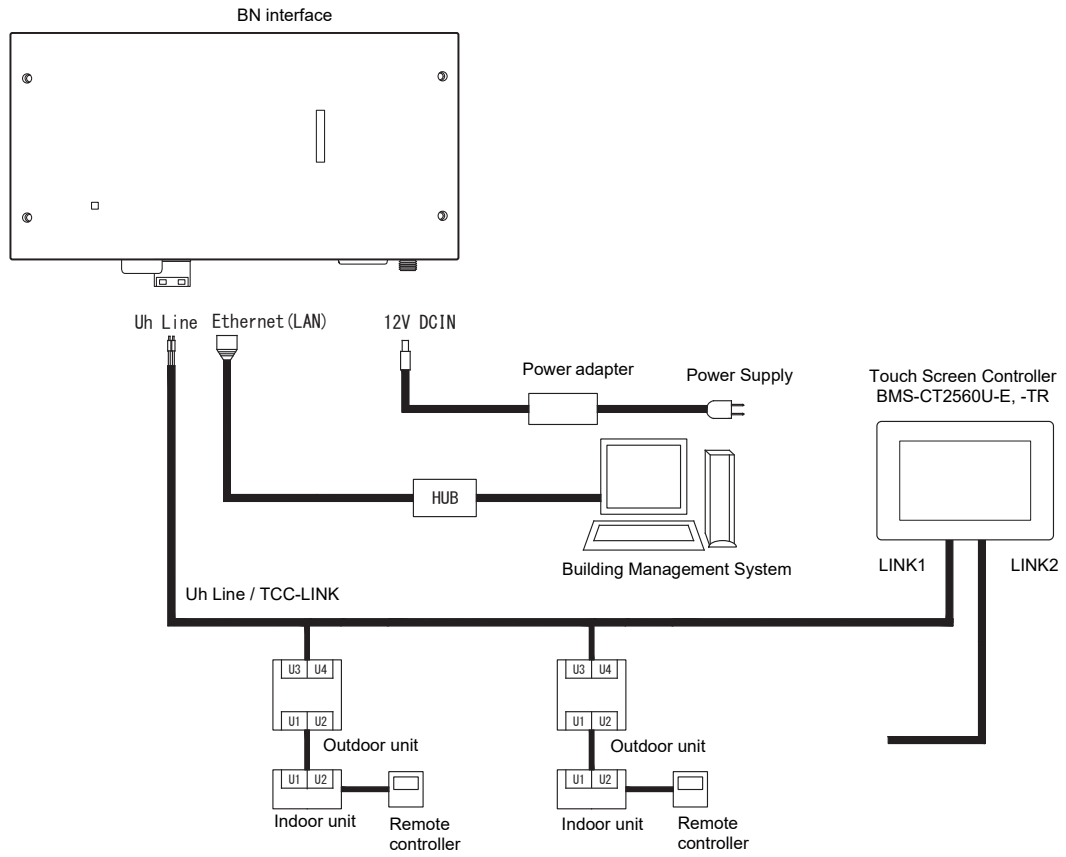 BN interface
Uh Line Ethernet(LAN) 12V DCIN
Power adapter
Power Supply
Touch Screen Controller
BMS-CT2560U-E, -TR
HUB
Building Management System
LINK1
LINK2
Uh Line / TCC-LINK
U3 U4
U3 U4
U1 U2
U1 U2
Outdoor unit
Outdoor unit
U1 U2
U1 U2
Indoor unit
Remote
controller
Indoor unit
Remote
controller